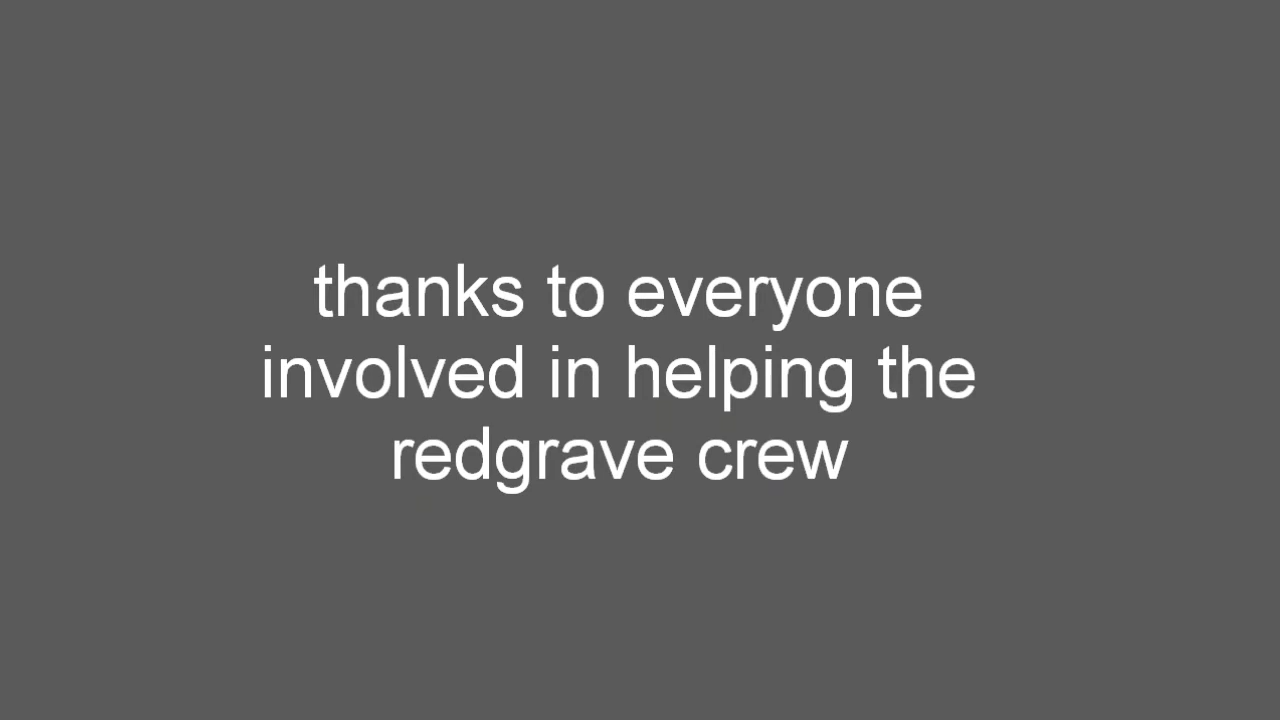 thanks to everyone
involved in helping the
redgrave crew